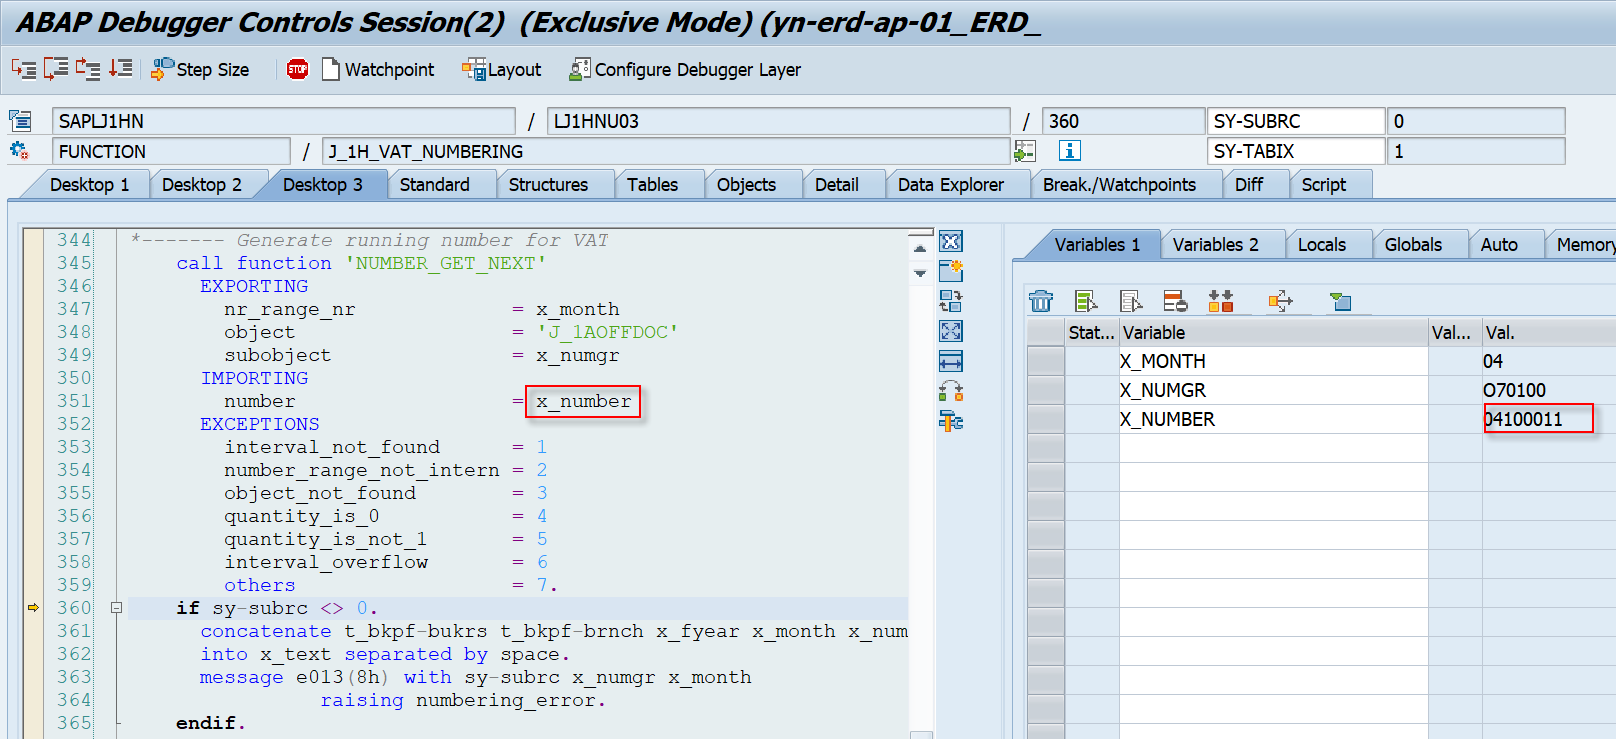 ABAP Debugger Controls Session(2)  (Exclusive Mode) (yn-erd-ap-01_ERD_
Step Size Watchpoint Layout Configure Debugger Layer
SAPLJ1HN / LJ1HNU03 / 360 SY-SUBRC 0
FUNCTION / J_1H_VAT_NUMBERING SY-TABIX 1
Desktop 1 Desktop 2 Desktop 3 Standard Structures Tables Objects Detail Data Explorer Break./Watchpoints Diff Script
344 *------- Generate running number for VAT
345 call function 'NUMBER_GET_NEXT'
346 EXPORTING
347 nr_range_nr = x_month
348 object = 'J_1AOFFDOC'
349 subobject = x_numgr
350 IMPORTING
351 number = x_number
352 EXCEPTIONS
353 interval_not_found = 1
354 number_range_not_intern = 2
355 object_not_found = 3
356 quantity_is_0 = 4
357 quantity_is_not_1 = 5
358 interval_overflow = 6
359 others = 7.
360 if sy-subrc <> 0.
361 concatenate t_bkpf-bukrs t_bkpf-brnch x_fyear x_month x_num
362 into x_text separated by space.
363 message e013(8h) with sy-subrc x_numgr x_month
364 raising numbering_error.
365 endif.
Variables 1 Variables 2 Locals Globals Auto Memory
Stat... Variable Val... Val.
X_MONTH 04
X_NUMGR O70100
X_NUMBER 04100011